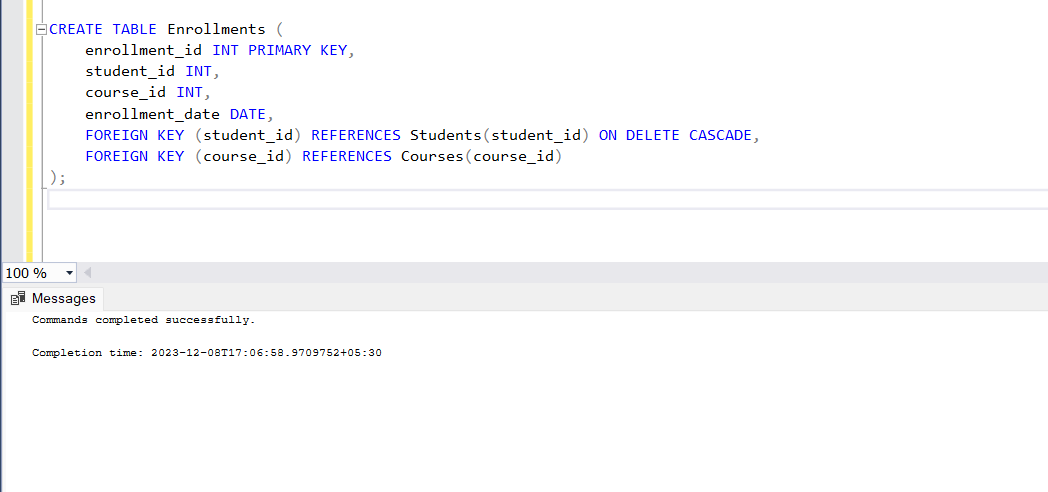 CREATE TABLE Enrollments (
enrollment_id INT PRIMARY KEY,
student_id INT,
course_id INT,
enrollment_date DATE,
FOREIGN KEY (student_id) REFERENCES Students(student_id) ON DELETE CASCADE,
FOREIGN KEY (course_id) REFERENCES Courses(course_id)
);
100 %
Messages
Commands completed successfully.
Completion time: 2023-12-08T17:06:58.9709752+05:30